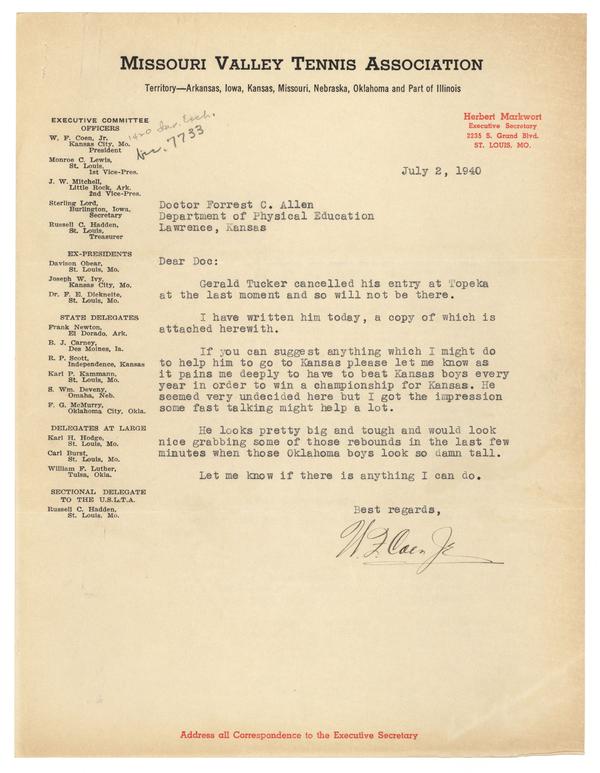 MISSOURI VALLEY TENNIS ASSOCIATION
Territory—Arkansas, Iowa, Kansas, Missouri, Nebraska, Oklahoma and Part of Illinois
EXECUTIVE COMMITTEE
OFFICERS
W. F. Coen, Jr.
Kansas City, Mo.
President
Monroe C. Lewis,
St. Louis,
1st Vice-Pres.
J. W. Mitchell,
Little Rock, Ark.
2nd Vice-Pres.
Sterling Lord,
Burlington, Iowa,
Secretary
Russell C. Hadden,
St. Louis,
Treasurer
EX-PRESIDENTS
Davison Obear,
St. Louis, Mo.
Joseph W. Ivy,
Kansas City, Mo.
Dr. F. E. Dickneite,
St. Louis, Mo.
STATE DELEGATES
Frank Newton,
El Dorado, Ark.
B. J. Carney,
Des Moines, Ia.
R. P. Scott,
Independence, Kansas
Karl P. Kammann,
St. Louis, Mo.
S. Wm. Deveny,
Omaha, Neb.
F. G. McMurry,
Oklahoma City, Okla.
DELEGATES AT LARGE
Karl H. Hodge,
St. Louis, Mo.
Carl Burst,
St. Louis, Mo.
William F. Luther,
Tulsa, Okla.
SECTIONAL DELEGATE
TO THE U.S.L.T.A.
Russell C. Hadden,
St. Louis, Mo.
7733
Herbert Markwort
Executive Secretary
2235 S. Grand Blvd.
ST. LOUIS, MO.
July 2, 1940
Doctor Forrest C. Allen
Department of Physical Education
Lawrence, Kansas
Dear Doc:
Gerald Tucker cancelled his entry at Topeka
at the last moment and so will not be there.
I have written him today, a copy of which is
attached herewith.
If you can suggest anything which I might do
to help him to go to Kansas please let me know as
it pains me deeply to have to beat Kansas boys every
year in order to win a championship for Kansas. He
seemed very undecided here but I got the impression
some fast talking might help a lot.
He looks pretty big and tough and would look
nice grabbing some of those rebounds in the last few
minutes when those Oklahoma boys look so damn tall.
Let me know if there is anything I can do.
Best regards,
W. F. Coen Jr
Address all Correspondence to the Executive Secretary